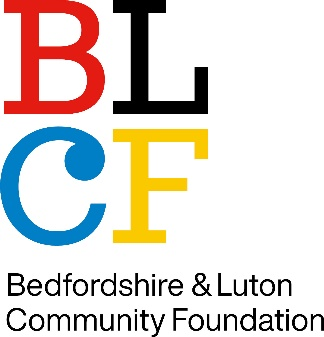 BL
CF
Bedfordshire & Luton
Community Foundation